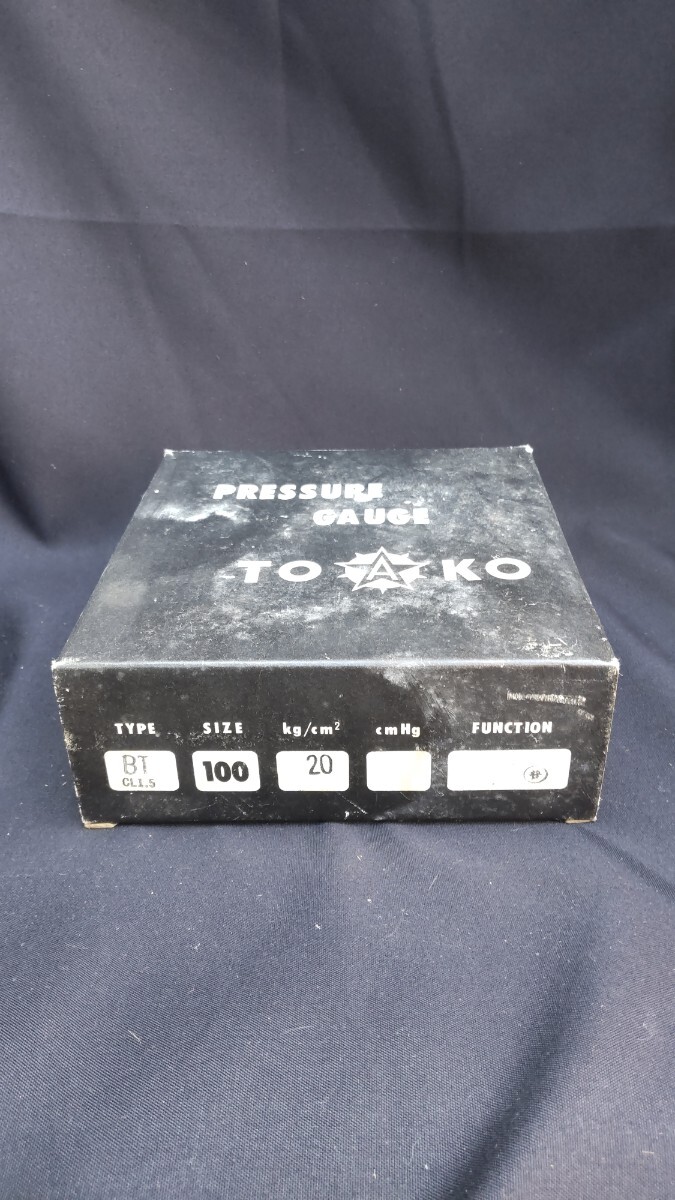 PRESSURE
GAUGE
TO A KO
TYPE SIZE kg/cm² cmHg FUNCTION
BT 100 20
CL1.5